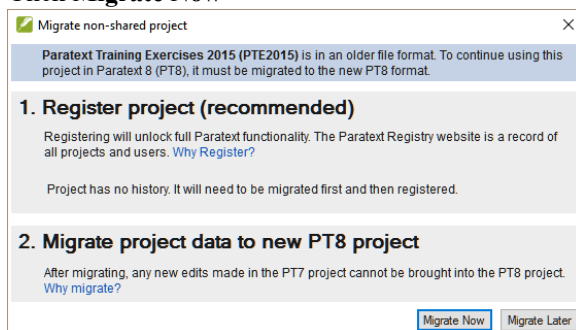 Then Migrate Now
Migrate non-shared project
Paratext Training Exercises 2015 (PTE2015) is in an older file format. To continue using this
project in Paratext 8 (PT8), it must be migrated to the new PT8 format.
1. Register project (recommended)
Registering will unlock full Paratext functionality. The Paratext Registry website is a record of
all projects and users. Why Register?
Project has no history. It will need to be migrated first and then registered.
2. Migrate project data to new PT8 project
After migrating, any new edits made in the PT7 project cannot be brought into the PT8 project.
Why migrate?
Migrate Now Migrate Later